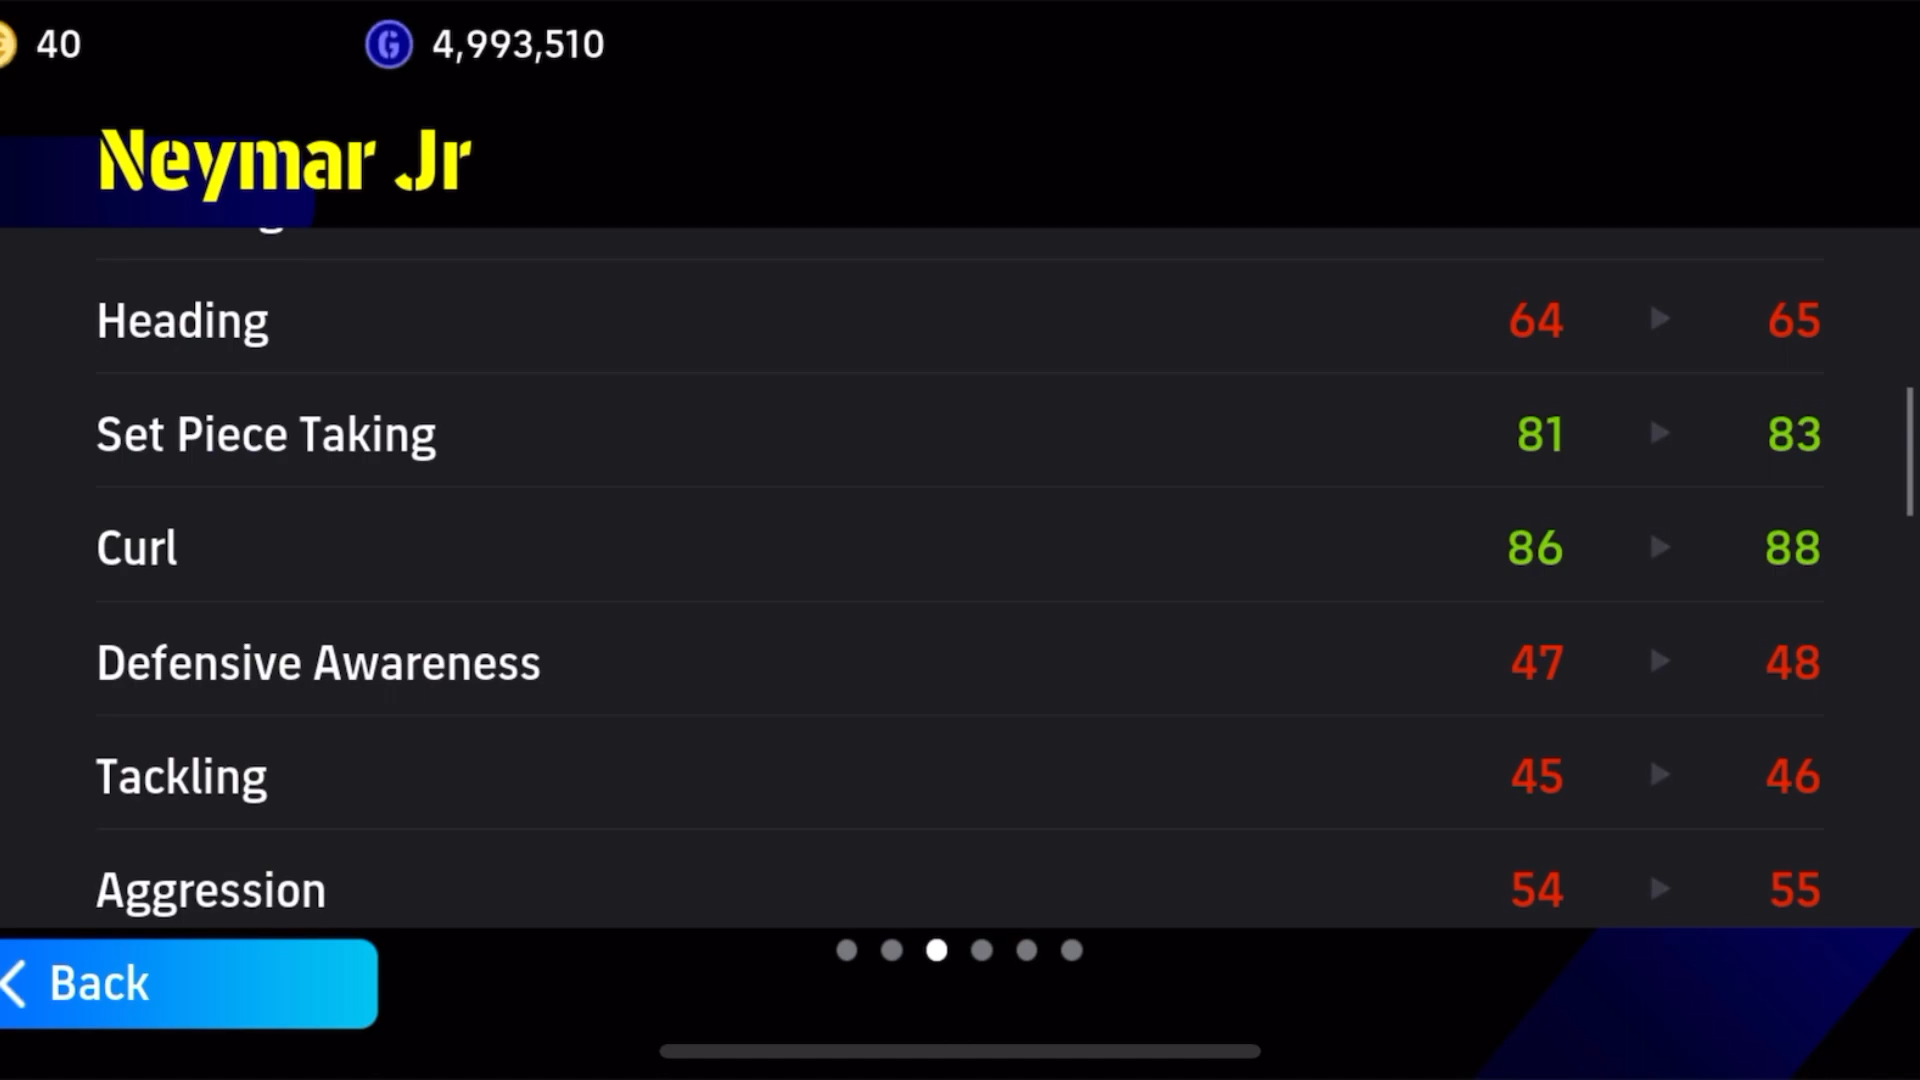 40
4,993,510
Neymar Jr
Heading 64 65
Set Piece Taking 81 83
Curl 86 88
Defensive Awareness 47 48
Tackling 45 46
Aggression 54 55
Back